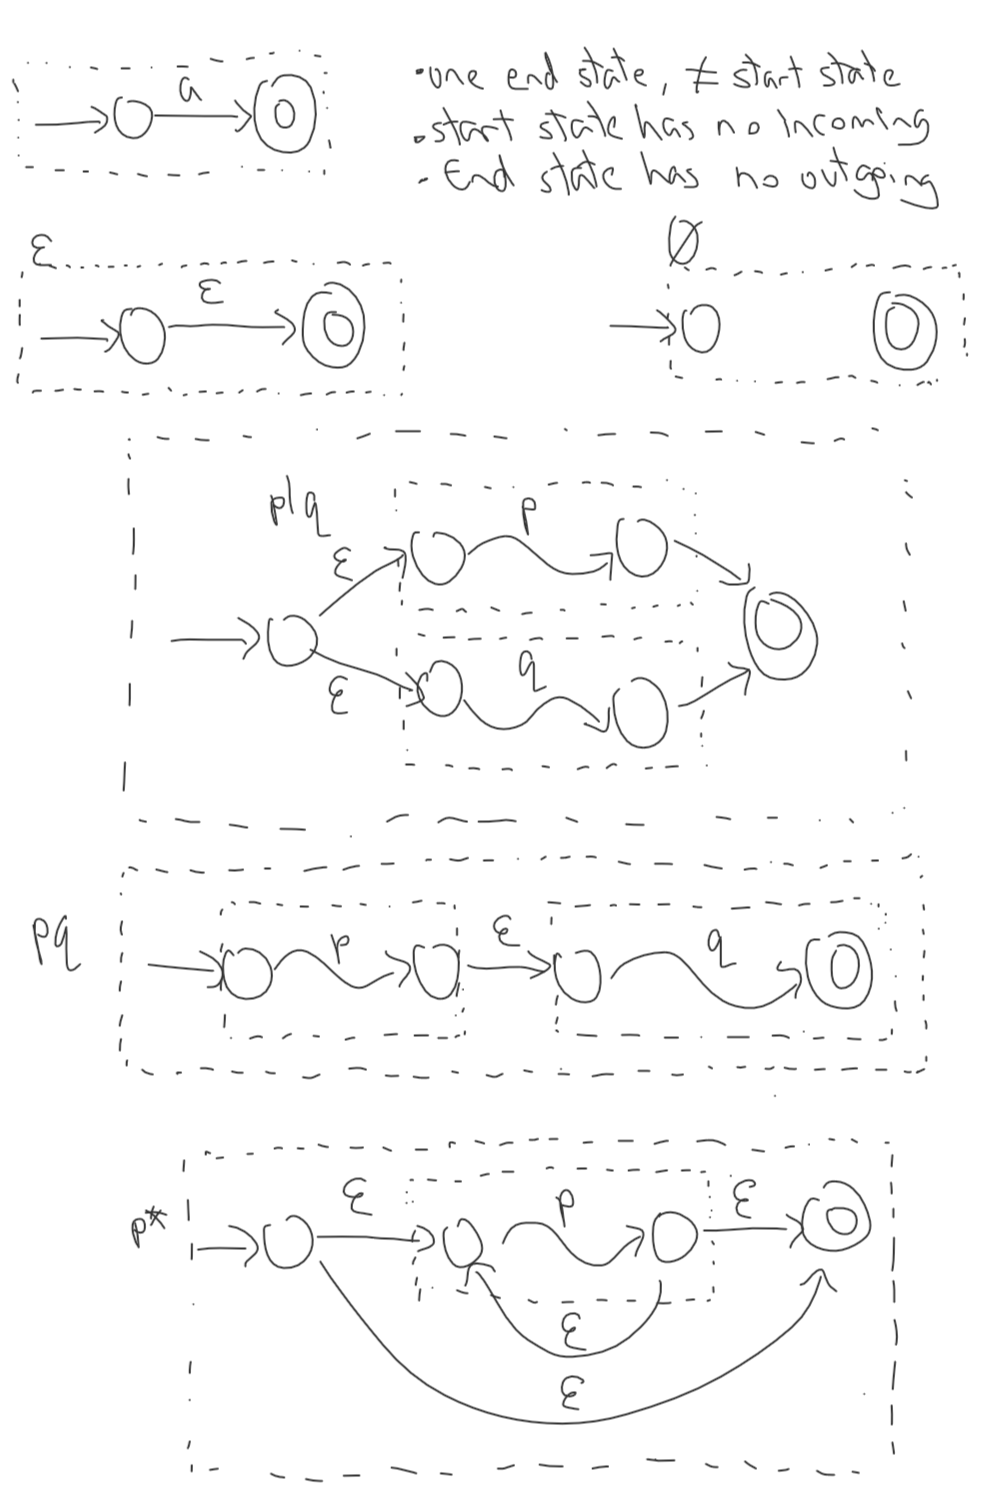 a
·one end state, ≠ start state
·start state has no incoming
- End state has no outgoing
ε
ε
∅
p|q
ε
p
ε
q
pq
p
ε
q
p*
ε
p
ε
ε
ε